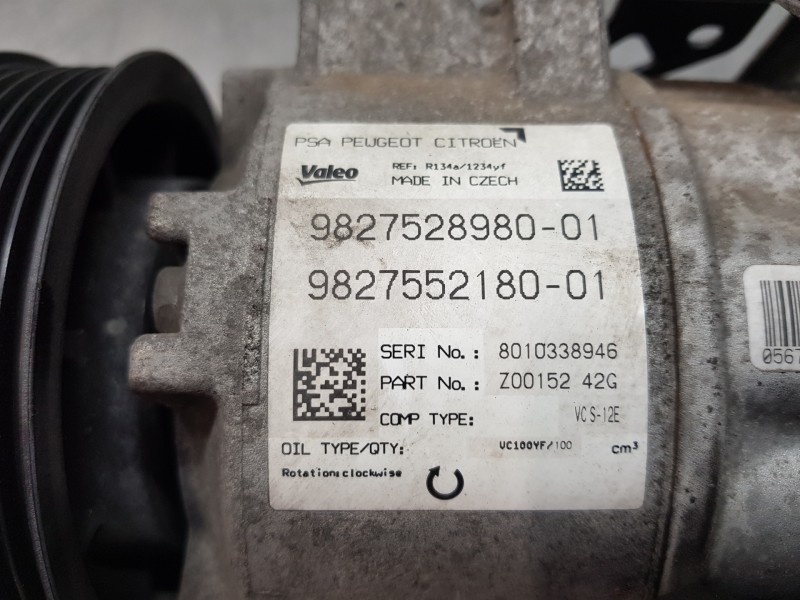 PSA PEUGEOT CITROËN
Valeo
REF: R134a/1234yf
MADE IN CZECH
9827528980-01
9827552180-01
SERI No.: 8010338946
PART No.: Z00152 42G
COMP TYPE: VCS-12E
OIL TYPE/QTY: VC100YF/100 cm³
Rotation:clockwise